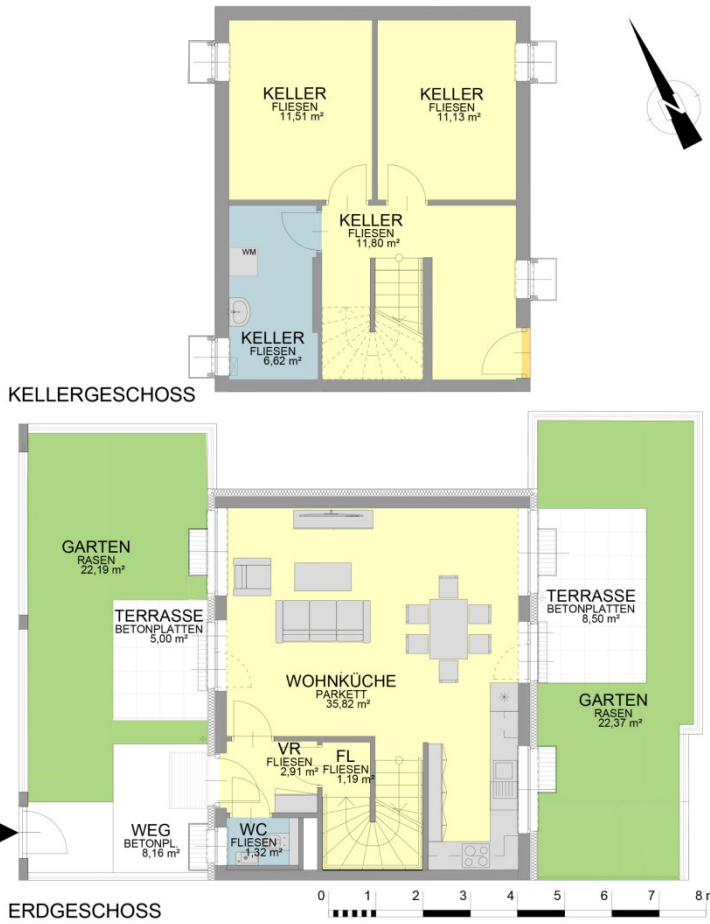 KELLER
FLIESEN
11,51 m²
KELLER
FLIESEN
11,13 m²
N
KELLER
FLIESEN
11,80 m²
WM
KELLER
FLIESEN
6,62 m²
KELLERGESCHOSS
GARTEN
RASEN
22,19 m²
TERRASSE
BETONPLATTEN
5,00 m²
TERRASSE
BETONPLATTEN
8,50 m²
WOHNKÜCHE
PARKETT
35,82 m²
GARTEN
RASEN
22,37 m²
VR
FLIESEN
2,91 m²
FL
FLIESEN
1,19 m²
WEG
BETONPL.
8,16 m²
WC
FLIESEN
1,32 m²
ERDGESCHOSS
0 1 2 3 4 5 6 7 8